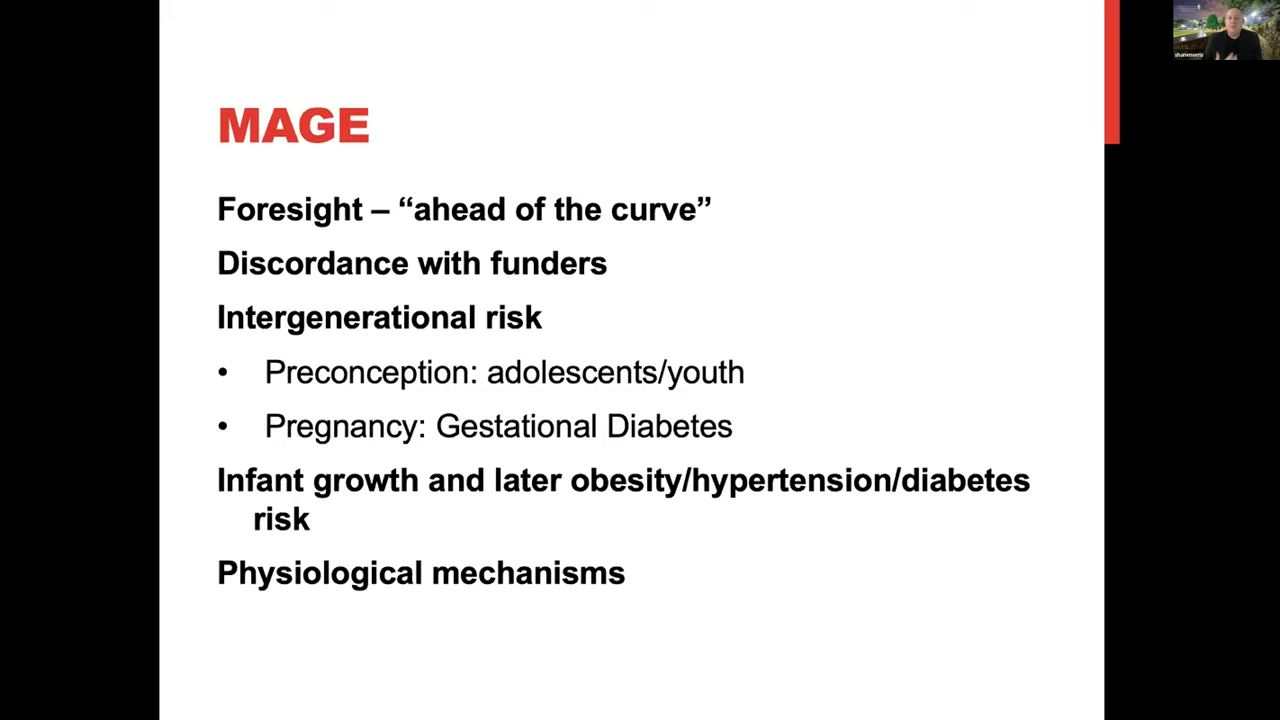 MAGE
Foresight – “ahead of the curve”
Discordance with funders
Intergenerational risk
• Preconception: adolescents/youth
• Pregnancy: Gestational Diabetes
Infant growth and later obesity/hypertension/diabetes
risk
Physiological mechanisms
shanenorris